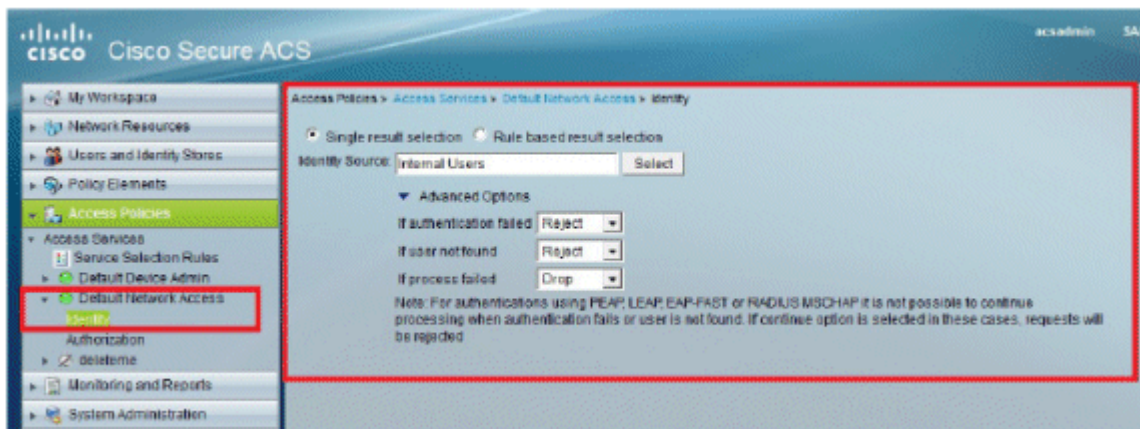 cisco Cisco Secure ACS
acsadmin
My Workspace
Network Resources
Users and Identity Stores
Policy Elements
Access Policies
Access Services
Service Selection Rules
Default Device Admin
Default Network Access
Identity
Authorization
deleteme
Monitoring and Reports
System Administration
Access Policies > Access Services > Default Network Access > Identity
Single result selection Rule based result selection
Identity Source: Internal Users Select
Advanced Options
If authentication failed Reject
If user not found Reject
If process failed Drop
Note: For authentications using PEAP, LEAP, EAP-FAST or RADIUS MSCHAP it is not possible to continue
processing when authentication fails or user is not found. If continue option is selected in these cases, requests will
be rejected